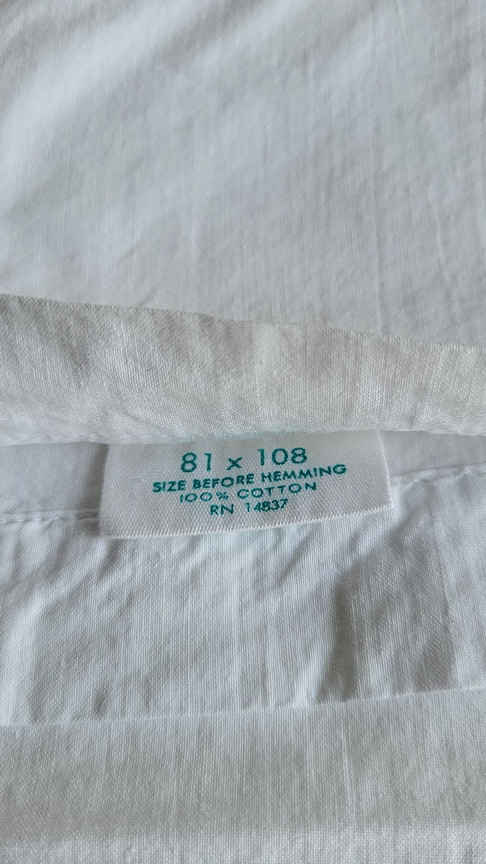 81 x 108
SIZE BEFORE HEMMING
100% COTTON
RN 14837